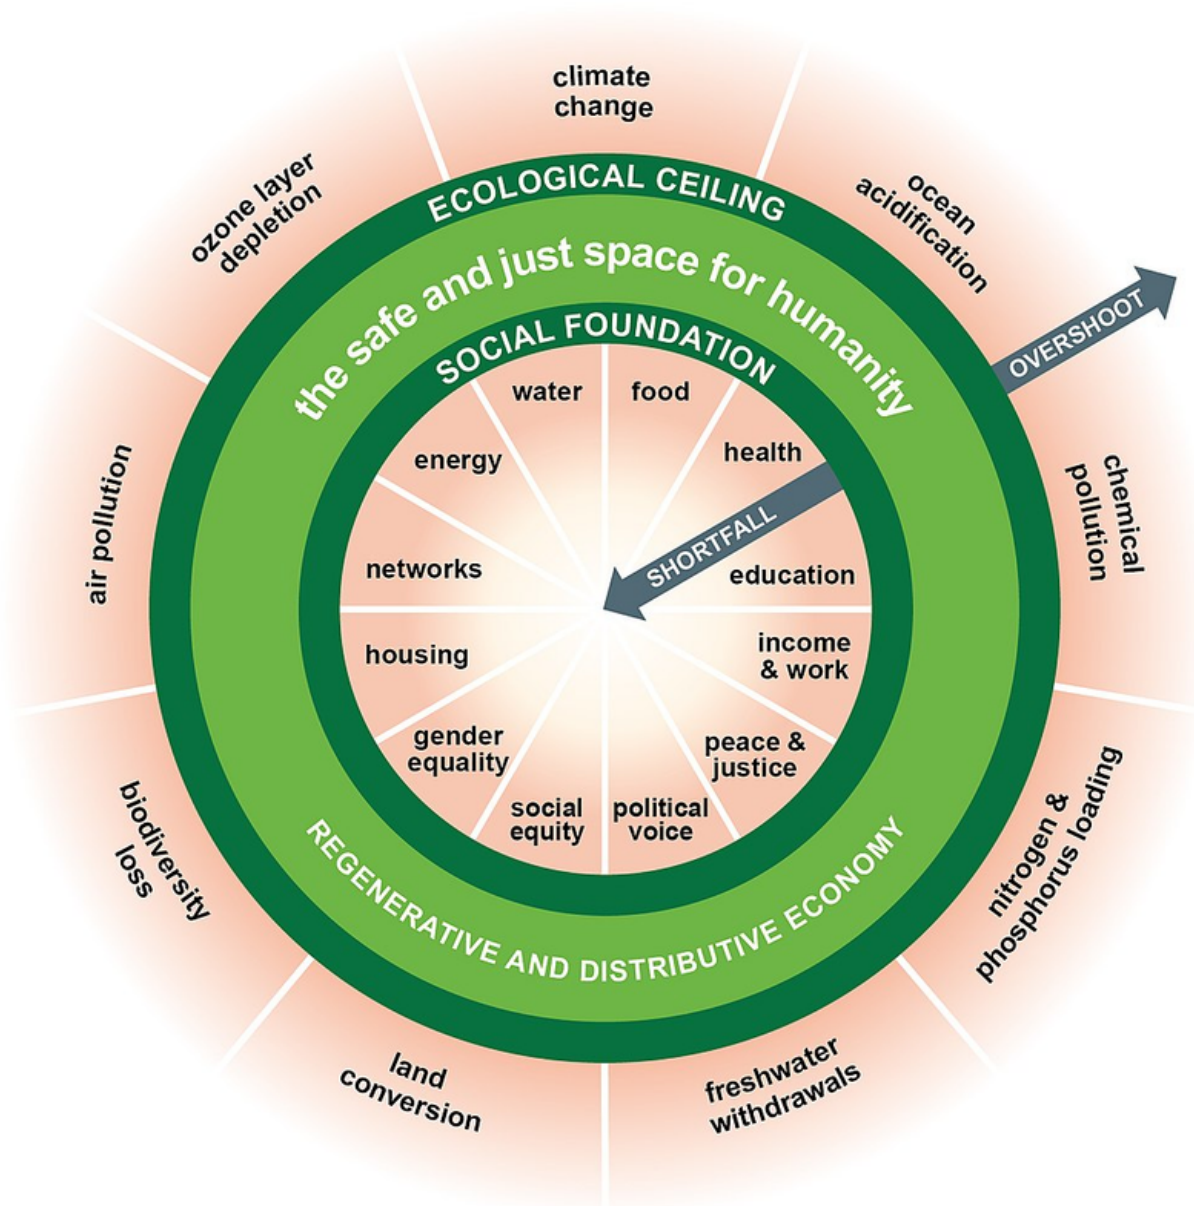 climate
change
ocean
acidification
OVERSHOOT
chemical
pollution
nitrogen &
phosphorus loading
freshwater
withdrawals
land
conversion
biodiversity
loss
air pollution
ozone layer
depletion
ECOLOGICAL CEILING
the safe and just space for humanity
SOCIAL FOUNDATION
water
food
health
SHORTFALL
education
income
& work
peace &
justice
political
voice
social
equity
gender
equality
housing
networks
energy
REGENERATIVE AND DISTRIBUTIVE ECONOMY